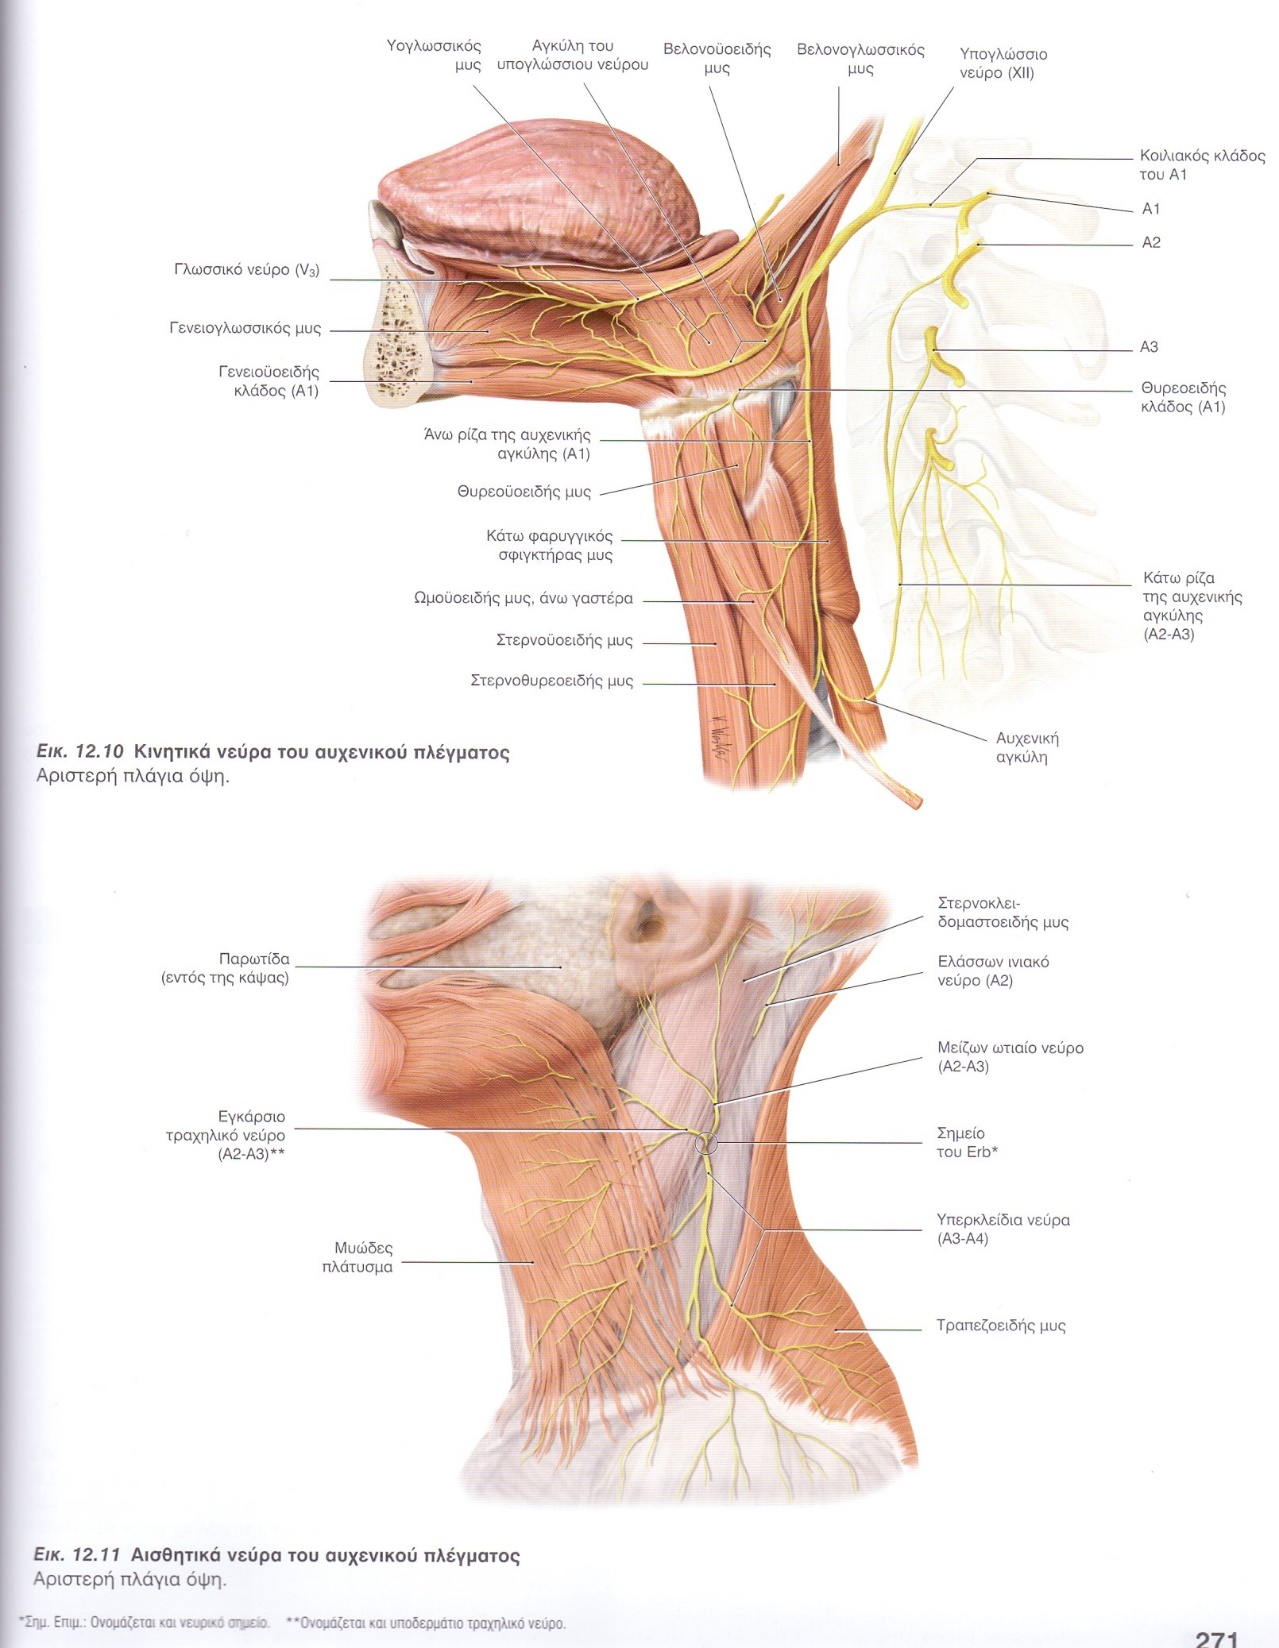 Υογλωσσικός
μυς
Αγκύλη του
υπογλώσσιου νεύρου
Βελονοϋοειδής
μυς
Βελονογλωσσικός
μυς
Υπογλώσσιο
νεύρο (XII)
Κοιλιακός κλάδος
του Α1
Α1
Α2
Γλωσσικό νεύρο (V3)
Γενειογλωσσικός μυς
Α3
Γενειοϋοειδής
κλάδος (Α1)
Θυρεοειδής
κλάδος (Α1)
Άνω ρίζα της αυχενικής
αγκύλης (Α1)
Θυρεοϋοειδής μυς
Κάτω φαρυγγικός
σφιγκτήρας μυς
Κάτω ρίζα
της αυχενικής
αγκύλης
(Α2-Α3)
Ωμοϋοειδής μυς, άνω γαστέρα
Στερνοϋοειδής μυς
Στερνοθυρεοειδής μυς
Αυχενική
αγκύλη
Εικ. 12.10 Κινητικά νεύρα του αυχενικού πλέγματος
Αριστερή πλάγια όψη.
Στερνοκλει-
δομαστοειδής μυς
Παρωτίδα
(εντός της κάψας)
Ελάσσων ινιακό
νεύρο (Α2)
Μείζων ωτιαίο νεύρο
(Α2-Α3)
Εγκάρσιο
τραχηλικό νεύρο
(Α2-Α3)**
Σημείο
του Erb*
Υπερκλείδια νεύρα
(Α3-Α4)
Μυώδες
πλάτυσμα
Τραπεζοειδής μυς
Εικ. 12.11 Αισθητικά νεύρα του αυχενικού πλέγματος
Αριστερή πλάγια όψη.
*Σημ. Επιμ.: Ονομάζεται και νευρικό σημείο. **Ονομάζεται και υποδερμάτιο τραχηλικό νεύρο.
271